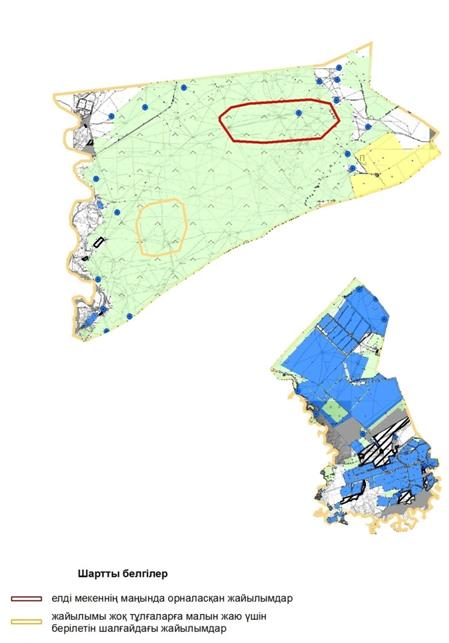 Шартты белгілер
елді мекеннің маңында орналасқан жайылымдар
жайылымы жоқ тұлғаларға малын жаю үшін
берілетін шалғайдағы жайылымдар